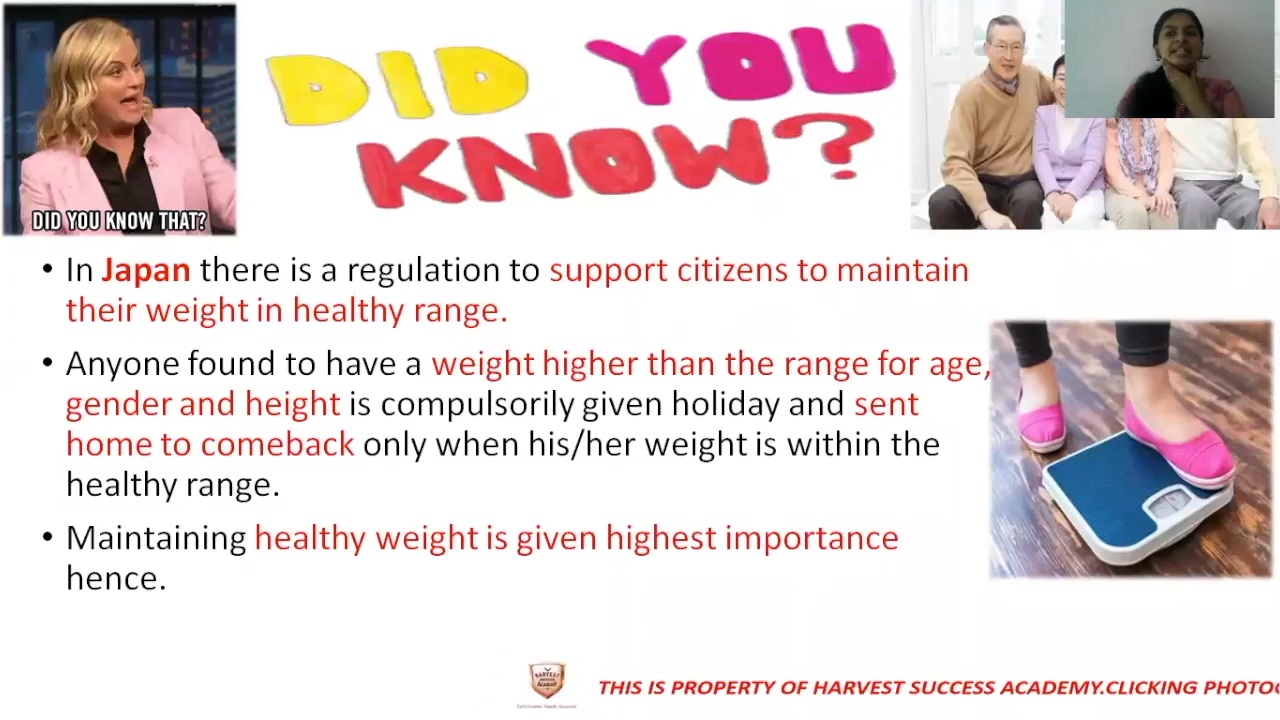 DID YOU
KNOW?
DID YOU KNOW THAT?
• In Japan there is a regulation to support citizens to maintain
their weight in healthy range.
• Anyone found to have a weight higher than the range for age,
gender and height is compulsorily given holiday and sent
home to comeback only when his/her weight is within the
healthy range.
• Maintaining healthy weight is given highest importance
hence.
HARVEST
THIS IS PROPERTY OF HARVEST SUCCESS ACADEMY.CLICKING PHOTO